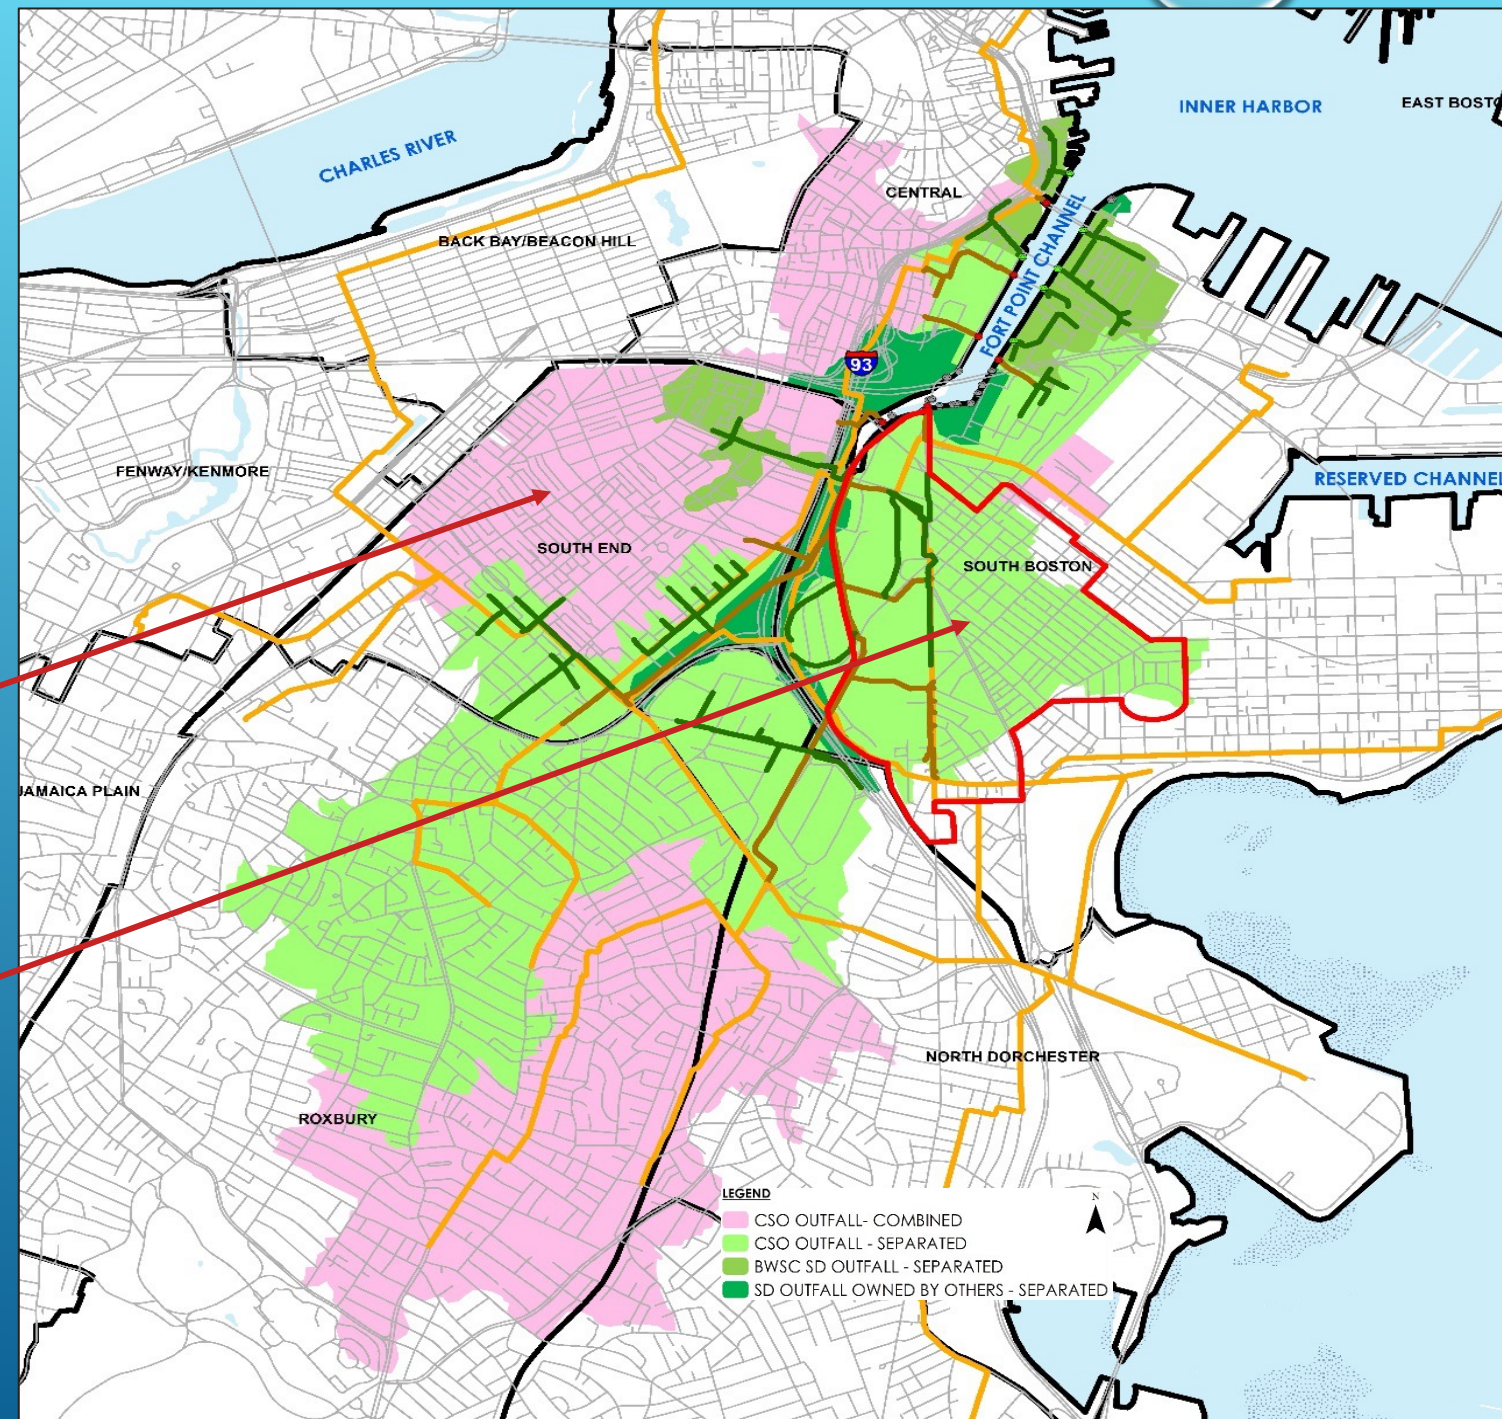 INNER HARBOR
CHARLES RIVER
CENTRAL
BACK BAY/BEACON HILL
FORT POINT CHANNEL
93
FENWAY/KENMORE
RESERVED CHANNEL
SOUTH END
SOUTH BOSTON
JAMAICA PLAIN
NORTH DORCHESTER
ROXBURY
LEGEND
N
CSO OUTFALL- COMBINED
CSO OUTFALL - SEPARATED
BWSC SD OUTFALL - SEPARATED
SD OUTFALL OWNED BY OTHERS - SEPARATED
EAST BOSTO